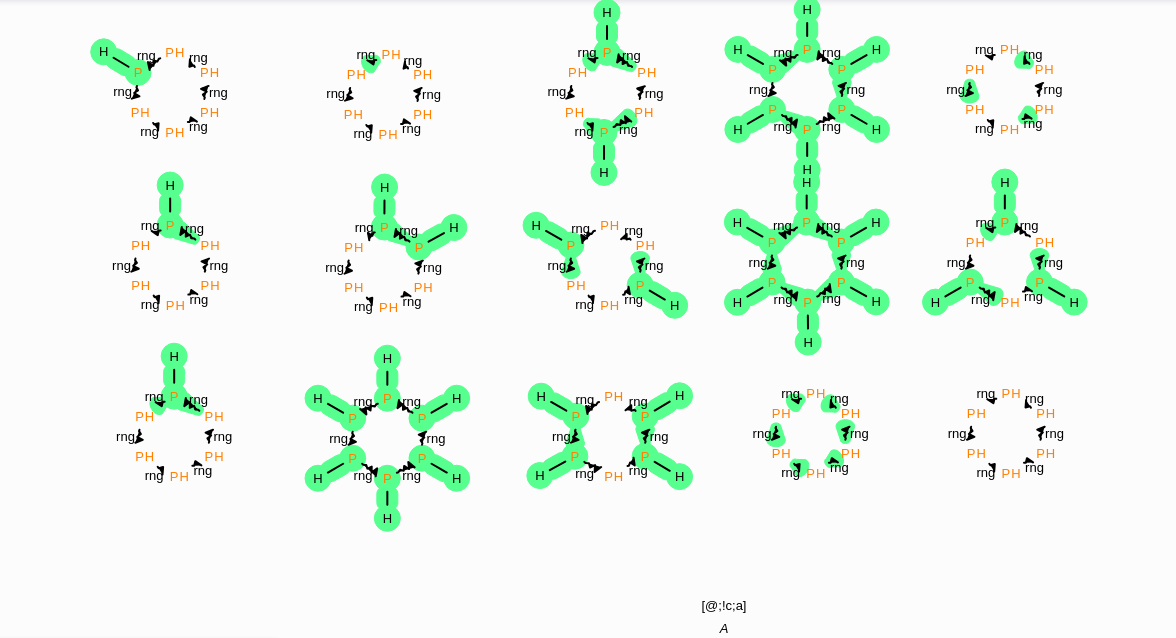 H rng PH rng
P PH
rng rng
PH PH
rng PH rng
rng PH rng
PH PH
rng rng
PH PH
rng PH rng
H
rng P rng
PH PH
rng rng
PH PH
rng P rng
H
H
H rng P rng H
P P
rng rng
P P
H rng P rng H
H
rng PH rng
PH PH
rng rng
PH PH
rng PH rng
H
rng P rng
PH PH
rng rng
PH PH
rng PH rng
H
rng P rng H
PH P
rng rng
PH PH
rng PH rng
H rng PH rng
P PH
rng rng
PH P
rng PH rng H
H
H rng P rng H
P P
rng rng
P P
H rng P rng H
H
H
rng P rng
PH PH
rng rng
P P
H rng PH rng H
H
rng P rng
PH PH
rng rng
PH PH
rng PH rng
H
H rng P rng H
P P
rng rng
P P
H rng P rng H
H
H rng PH rng H
P P
rng rng
P P
H rng PH rng H
rng PH rng
PH PH
rng rng
PH PH
rng PH rng
rng PH rng
PH PH
rng rng
PH PH
rng PH rng
[@;!c;a]
A